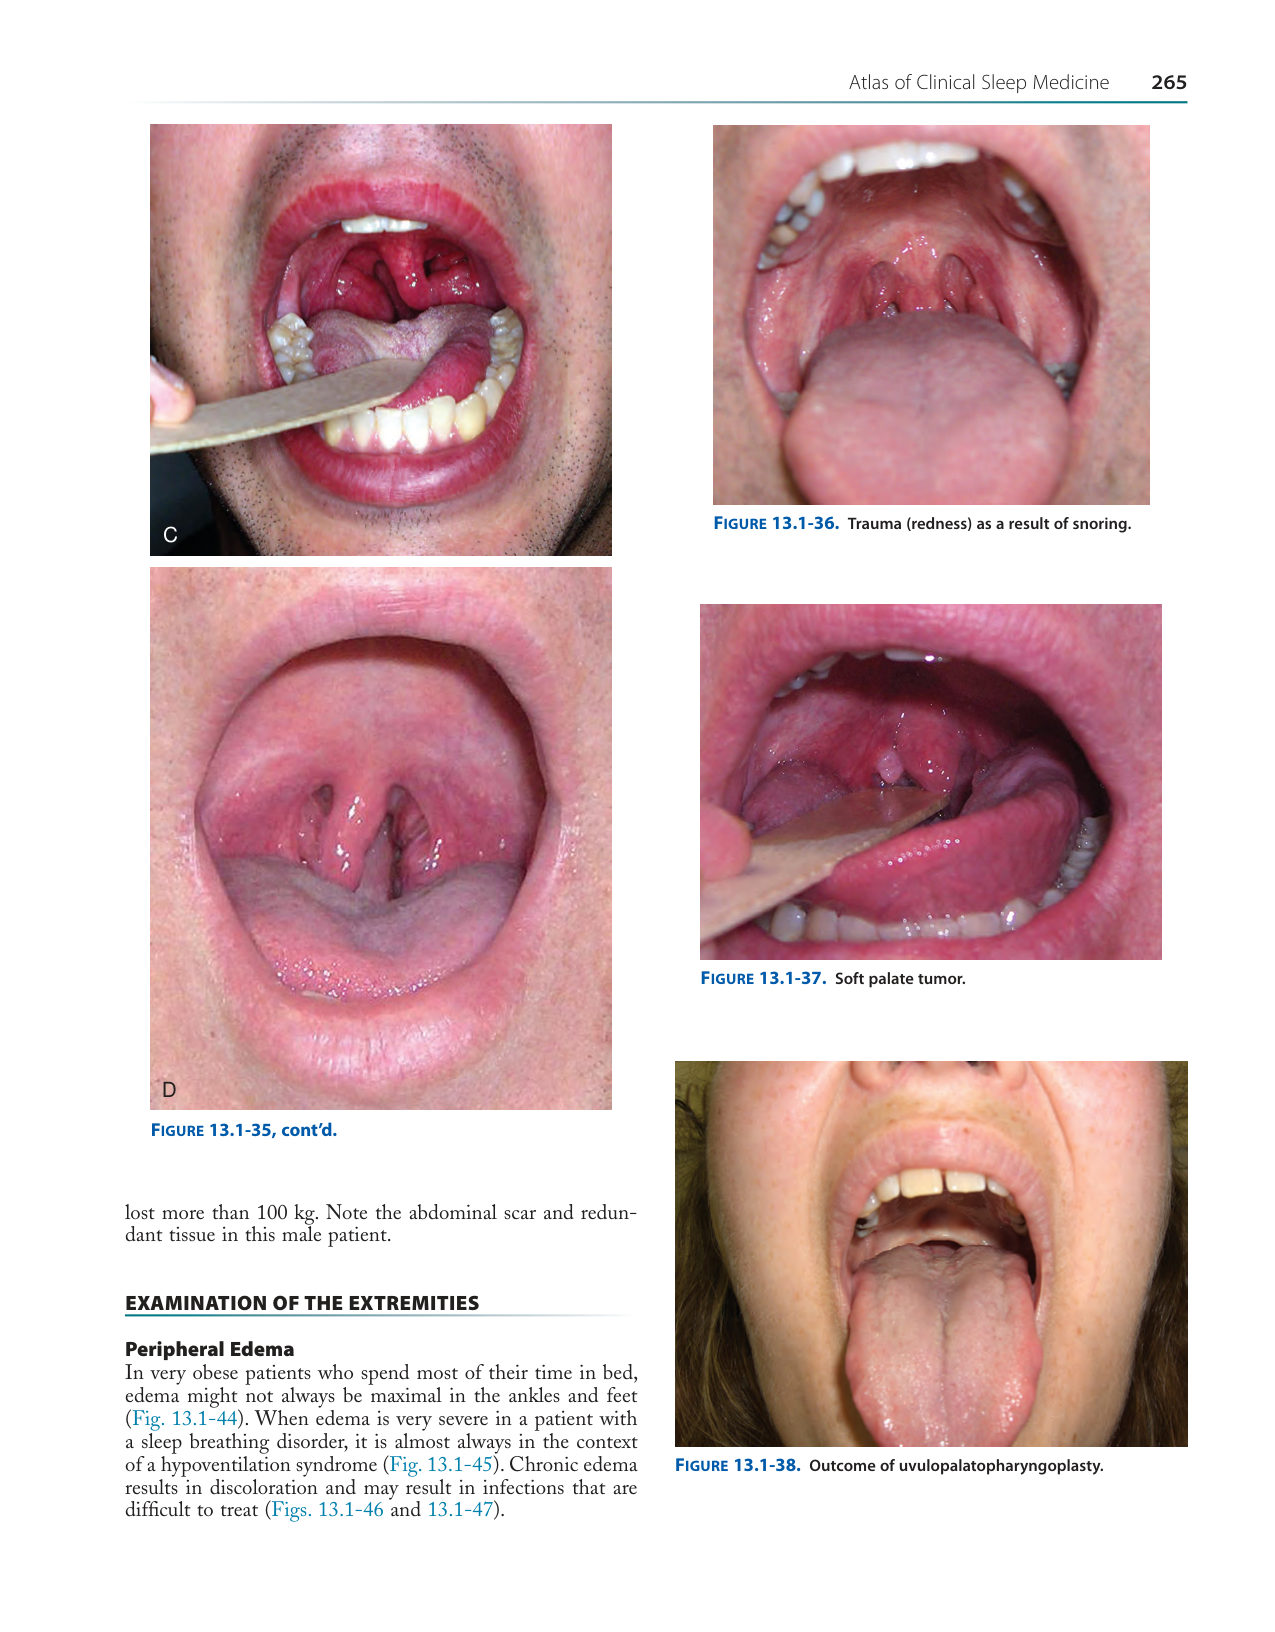 Atlas of Clinical Sleep Medicine 265
C
D
FIGURE 13.1-35, cont’d.
lost more than 100 kg. Note the abdominal scar and redun-
dant tissue in this male patient.
EXAMINATION OF THE EXTREMITIES
Peripheral Edema
In very obese patients who spend most of their time in bed,
edema might not always be maximal in the ankles and feet
(Fig. 13.1-44). When edema is very severe in a patient with
a sleep breathing disorder, it is almost always in the context
of a hypoventilation syndrome (Fig. 13.1-45). Chronic edema
results in discoloration and may result in infections that are
difficult to treat (Figs. 13.1-46 and 13.1-47).
FIGURE 13.1-36. Trauma (redness) as a result of snoring.
FIGURE 13.1-37. Soft palate tumor.
FIGURE 13.1-38. Outcome of uvulopalatopharyngoplasty.